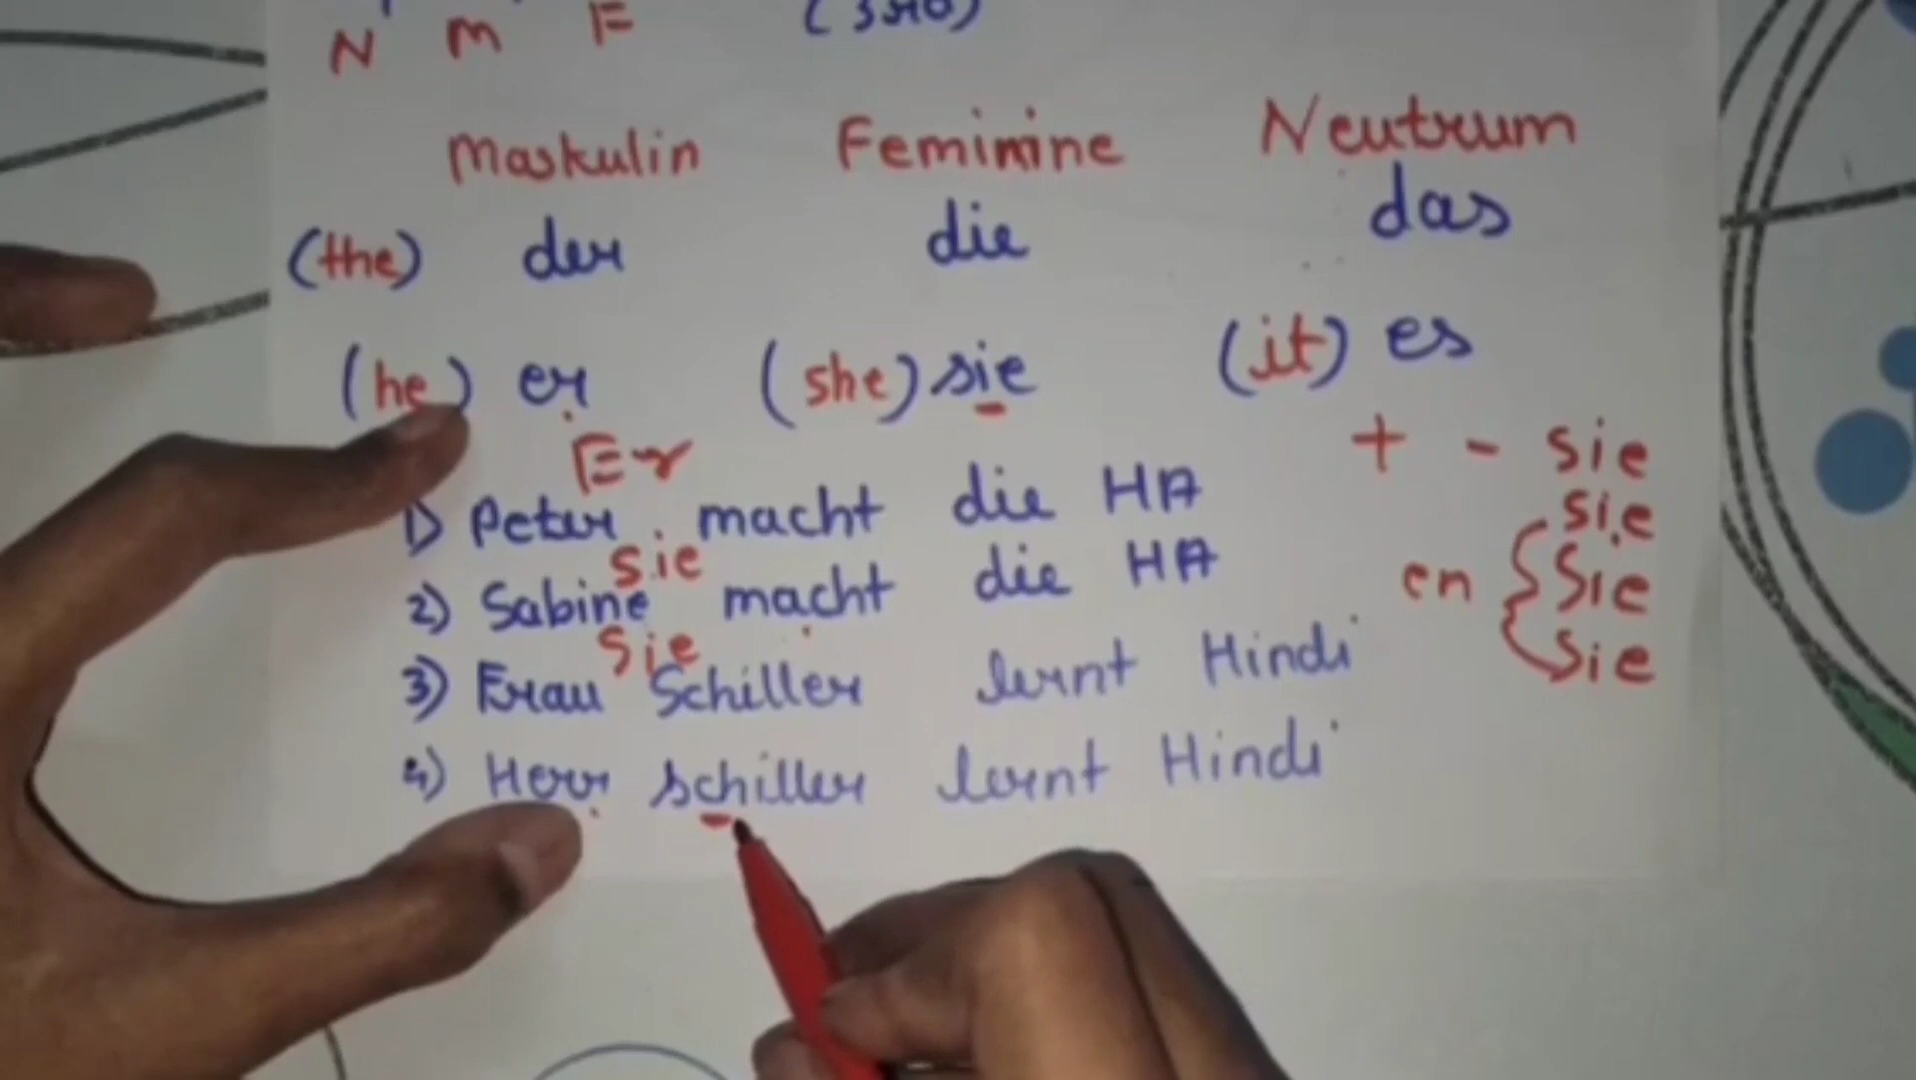 N M F
Maskulin Feminine Neutrum
(the) der die das
(he) er (she) sie (it) es
Er
1) Peter macht die HA
sie
2) Sabine macht die HA
Sie
3) Frau Schiller lernt Hindi
4) Herr schiller lernt Hindi
+ - sie
sie
en { Sie
sie